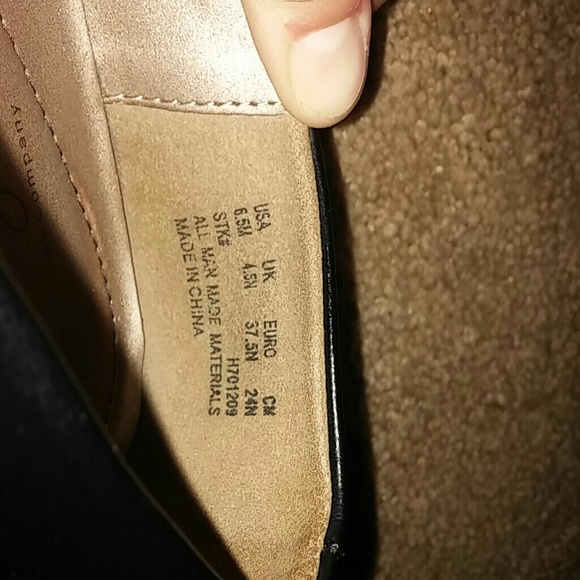 Company
USA UK EURO CM
6.5M 4.5N 37.5N 24N
STK# H701209
ALL MAN MADE MATERIALS
MADE IN CHINA